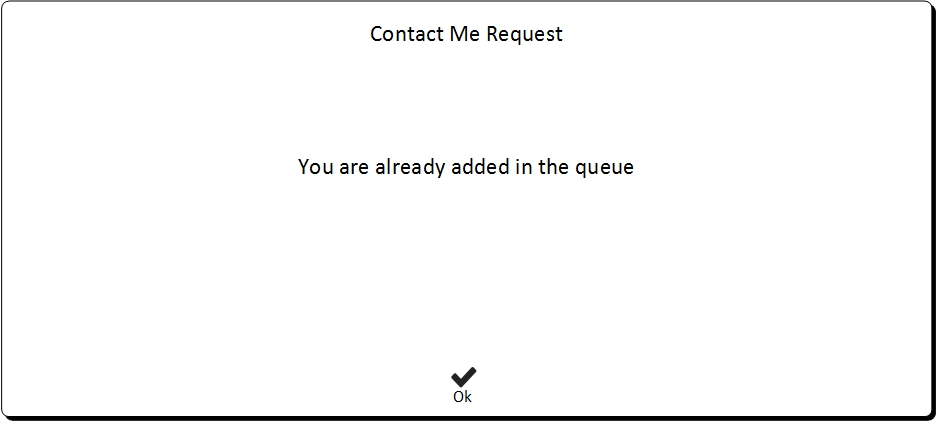 Contact Me Request
You are already added in the queue
Ok